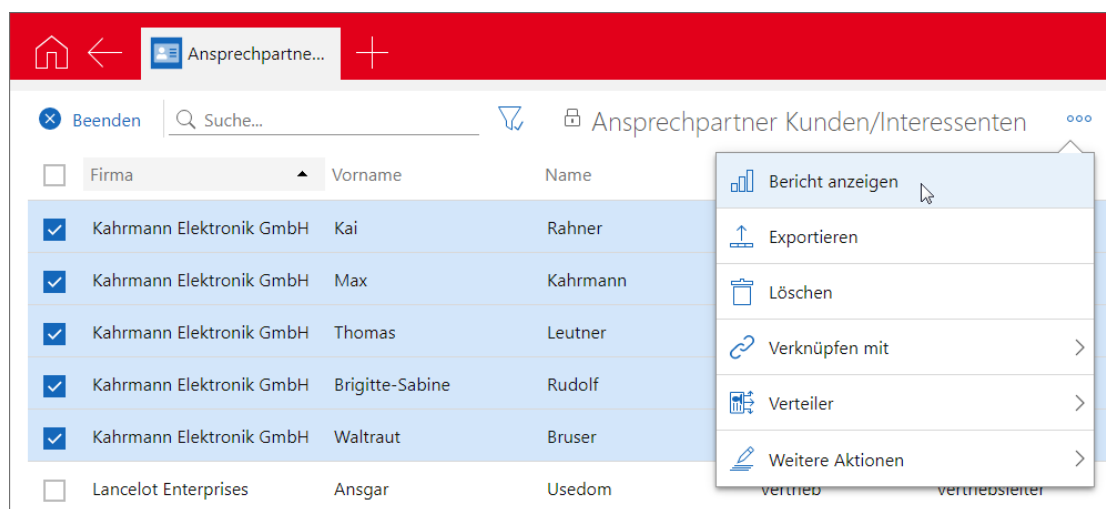 Ansprechpartne...
Beenden Suche... Ansprechpartner Kunden/Interessenten
Firma Vorname Name
Bericht anzeigen
Kahrmann Elektronik GmbH Kai Rahner
Exportieren
Kahrmann Elektronik GmbH Max Kahrmann
Löschen
Kahrmann Elektronik GmbH Thomas Leutner
Verknüpfen mit
Kahrmann Elektronik GmbH Brigitte-Sabine Rudolf
Verteiler
Kahrmann Elektronik GmbH Waltraut Bruser
Weitere Aktionen
Lancelot Enterprises Ansgar Usedom Vertrieb Vertriebsleiter